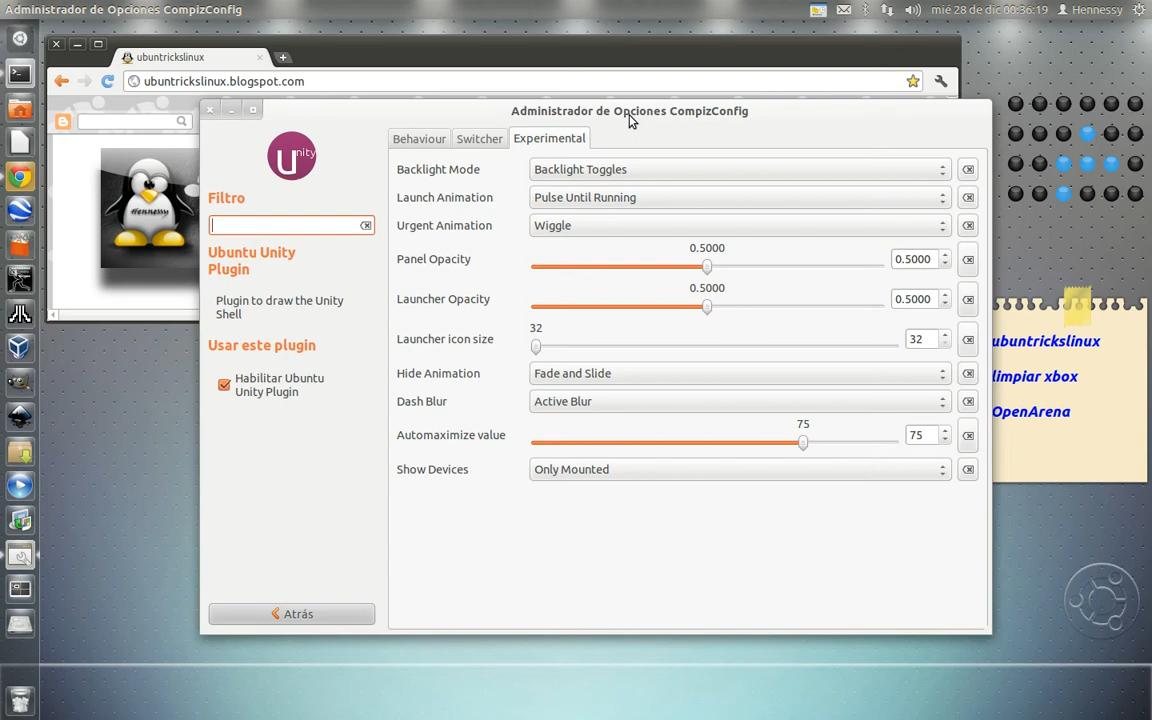 Administrador de Opciones CompizConfig
mié 28 de dic 00:36:19
Hennessy
ubuntrickslinux
ubuntrickslinux.blogspot.com
Hennessy
Administrador de Opciones CompizConfig
Unity
Filtro
Ubuntu Unity
Plugin
Plugin to draw the Unity
Shell
Usar este plugin
Habilitar Ubuntu
Unity Plugin
Atrás
Behaviour
Switcher
Experimental
Backlight Mode
Backlight Toggles
Launch Animation
Pulse Until Running
Urgent Animation
Wiggle
Panel Opacity
0.5000
0.5000
Launcher Opacity
0.5000
0.5000
Launcher icon size
32
32
Hide Animation
Fade and Slide
Dash Blur
Active Blur
Automaximize value
75
75
Show Devices
Only Mounted
ubuntrickslinux
limpiar xbox
OpenArena